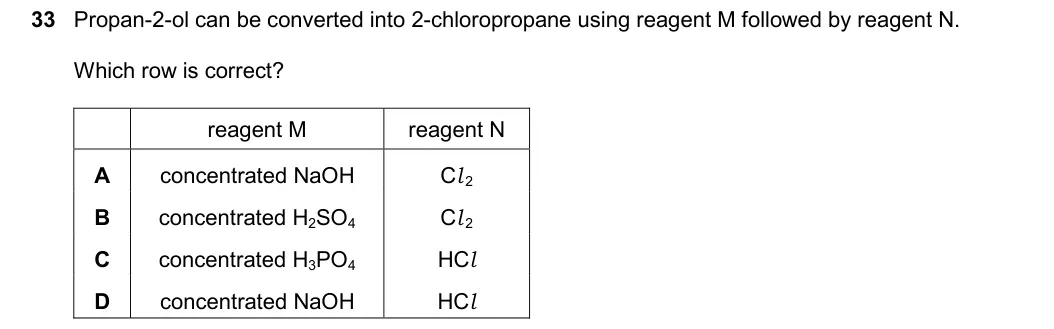 33 Propan-2-ol can be converted into 2-chloropropane using reagent M followed by reagent N.
Which row is correct?
reagent M reagent N
A concentrated NaOH Cl₂
B concentrated H₂SO₄ Cl₂
C concentrated H₃PO₄ HCl
D concentrated NaOH HCl